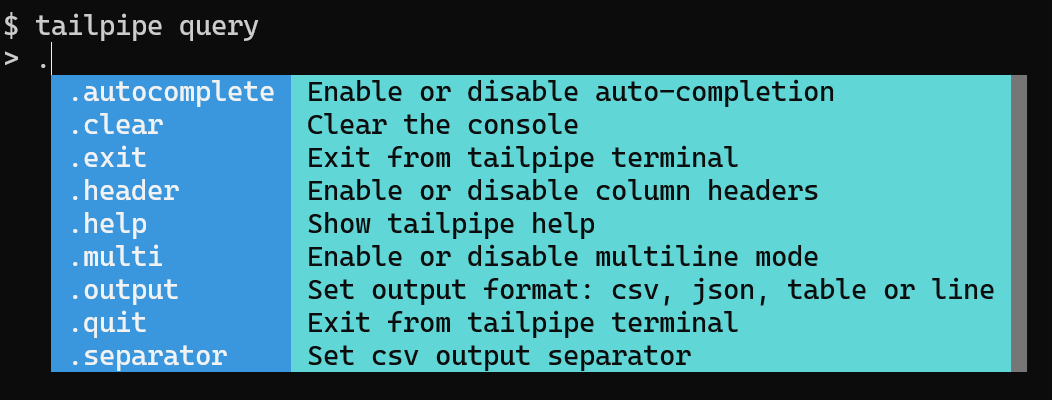 $ tailpipe query
> .
.autocomplete Enable or disable auto-completion
.clear Clear the console
.exit Exit from tailpipe terminal
.header Enable or disable column headers
.help Show tailpipe help
.multi Enable or disable multiline mode
.output Set output format: csv, json, table or line
.quit Exit from tailpipe terminal
.separator Set csv output separator